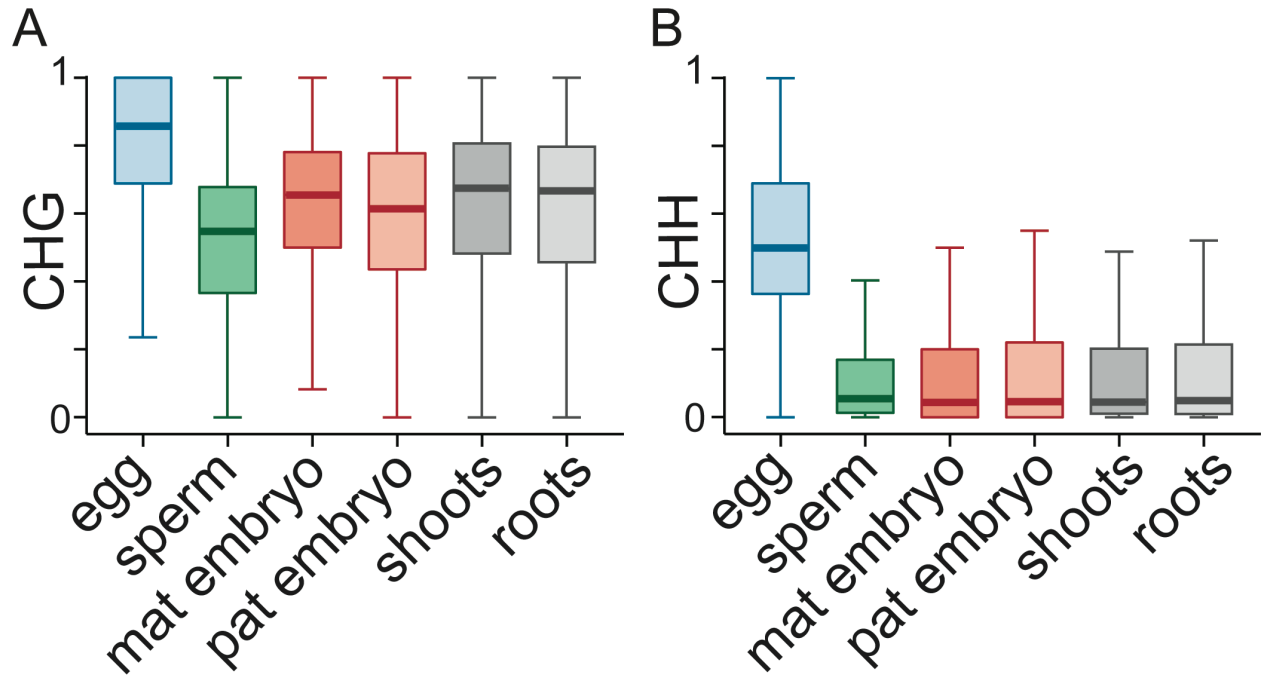 A
1
CHG
0
egg
sperm
mat embryo
pat embryo
shoots
roots
B
1
CHH
0
egg
sperm
mat embryo
pat embryo
shoots
roots